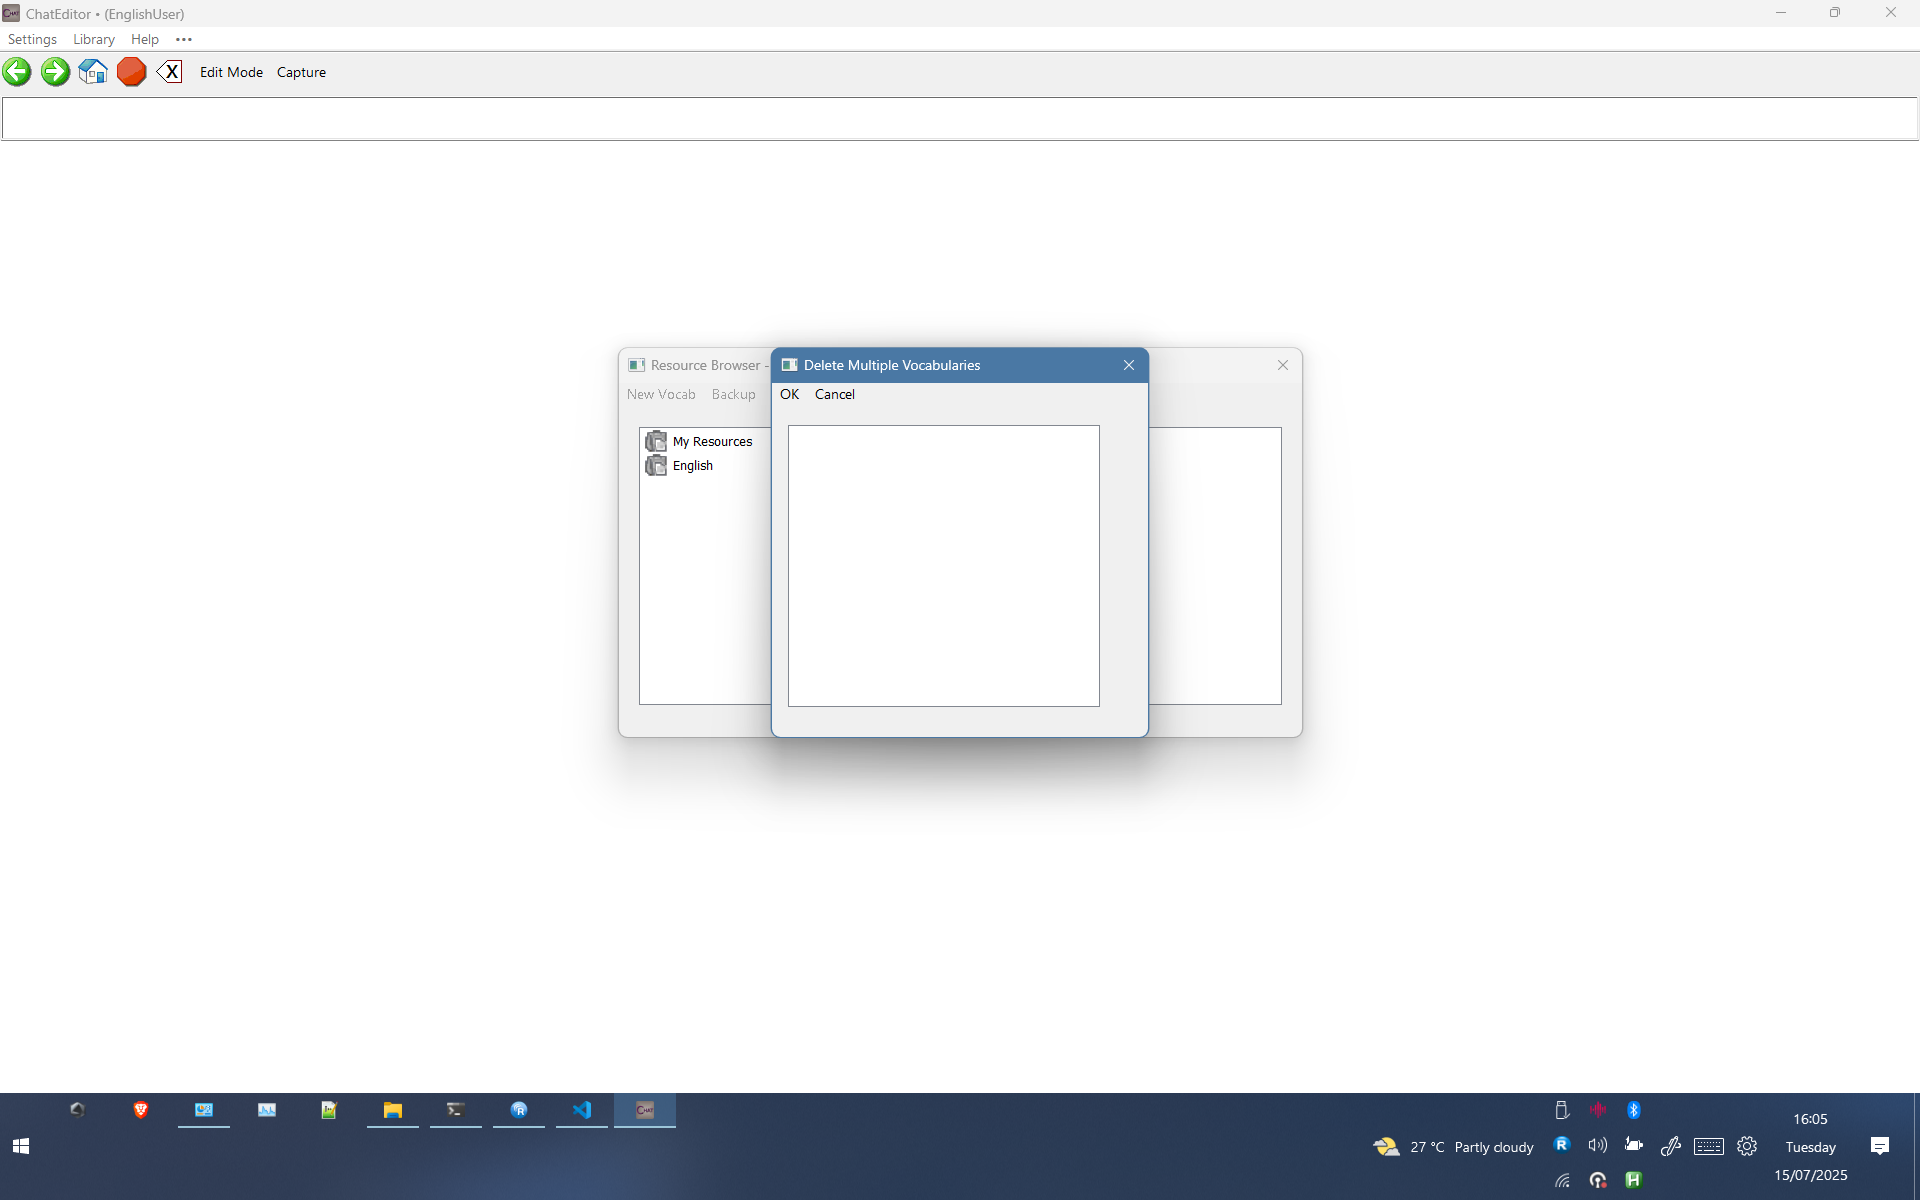 ChatEditor • (EnglishUser)
Settings Library Help •••
X Edit Mode Capture
Resource Browser -
Delete Multiple Vocabularies
New Vocab Backup
OK Cancel
My Resources
English
16:05
27 °C Partly cloudy
Tuesday
15/07/2025